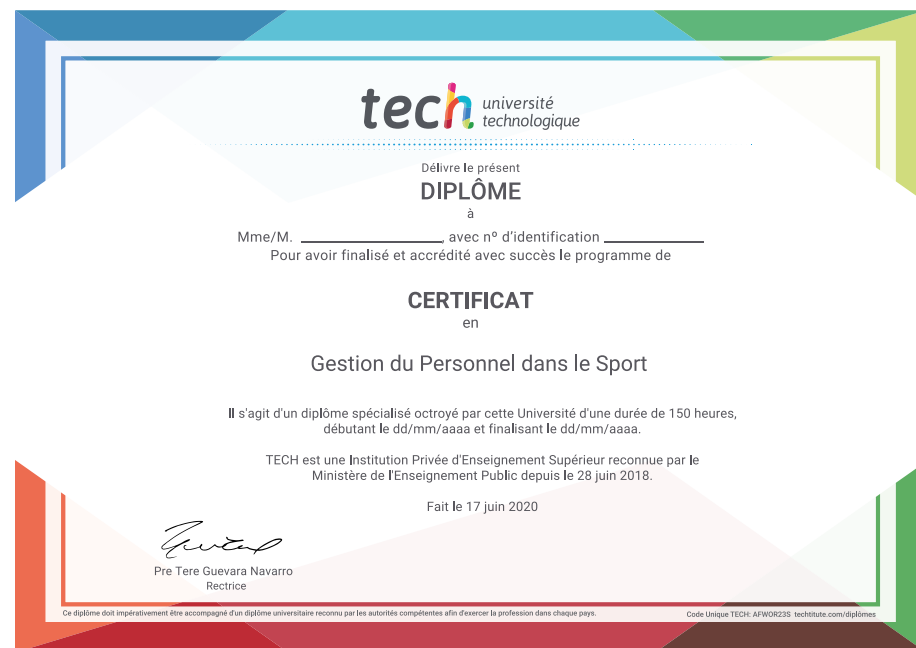 tech université
technologique
Délivre le présent
DIPLÔME
à
Mme/M. ____________________, avec nº d'identification ______________
Pour avoir finalisé et accrédité avec succès le programme de
CERTIFICAT
en
Gestion du Personnel dans le Sport
Il s'agit d'un diplôme spécialisé octroyé par cette Université d'une durée de 150 heures,
débutant le dd/mm/aaaa et finalisant le dd/mm/aaaa.
TECH est une Institution Privée d'Enseignement Supérieur reconnue par le
Ministère de l'Enseignement Public depuis le 28 juin 2018.
Fait le 17 juin 2020
Pre Tere Guevara Navarro
Rectrice
Ce diplôme doit impérativement être accompagné d'un diplôme universitaire reconnu par les autorités compétentes afin d'exercer la profession dans chaque pays.
Code Unique TECH: AFWOR23S techtitute.com/diplômes